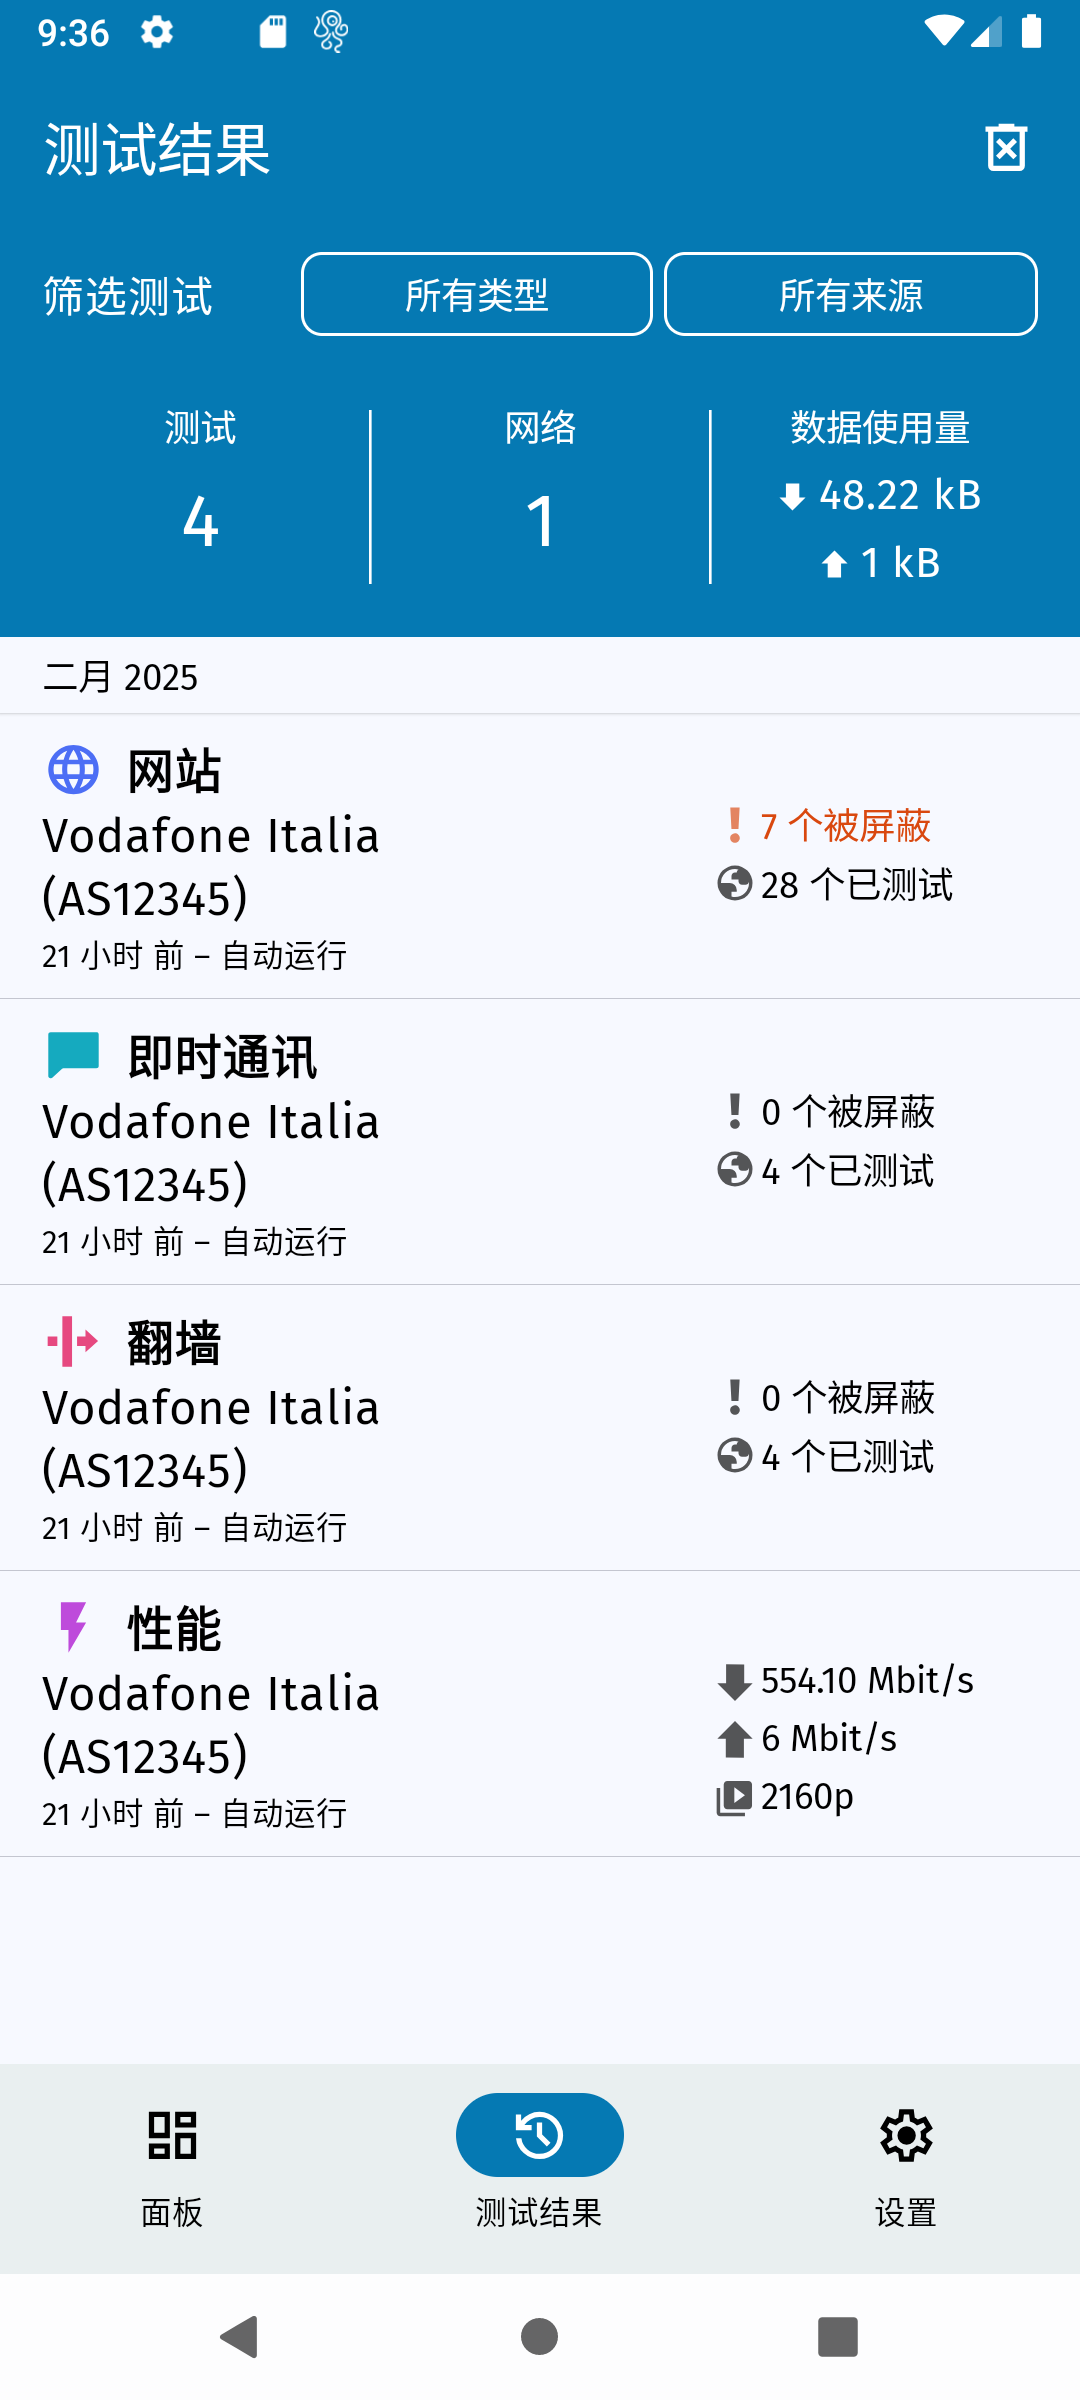 9:36
测试结果
筛选测试
所有类型
所有来源
测试
4
网络
1
数据使用量
48.22 kB
1 kB
二月 2025
网站
Vodafone Italia
(AS12345)
21 小时 前 – 自动运行
7 个被屏蔽
28 个已测试
即时通讯
Vodafone Italia
(AS12345)
21 小时 前 – 自动运行
0 个被屏蔽
4 个已测试
翻墙
Vodafone Italia
(AS12345)
21 小时 前 – 自动运行
0 个被屏蔽
4 个已测试
性能
Vodafone Italia
(AS12345)
21 小时 前 – 自动运行
554.10 Mbit/s
6 Mbit/s
2160p
面板
测试结果
设置